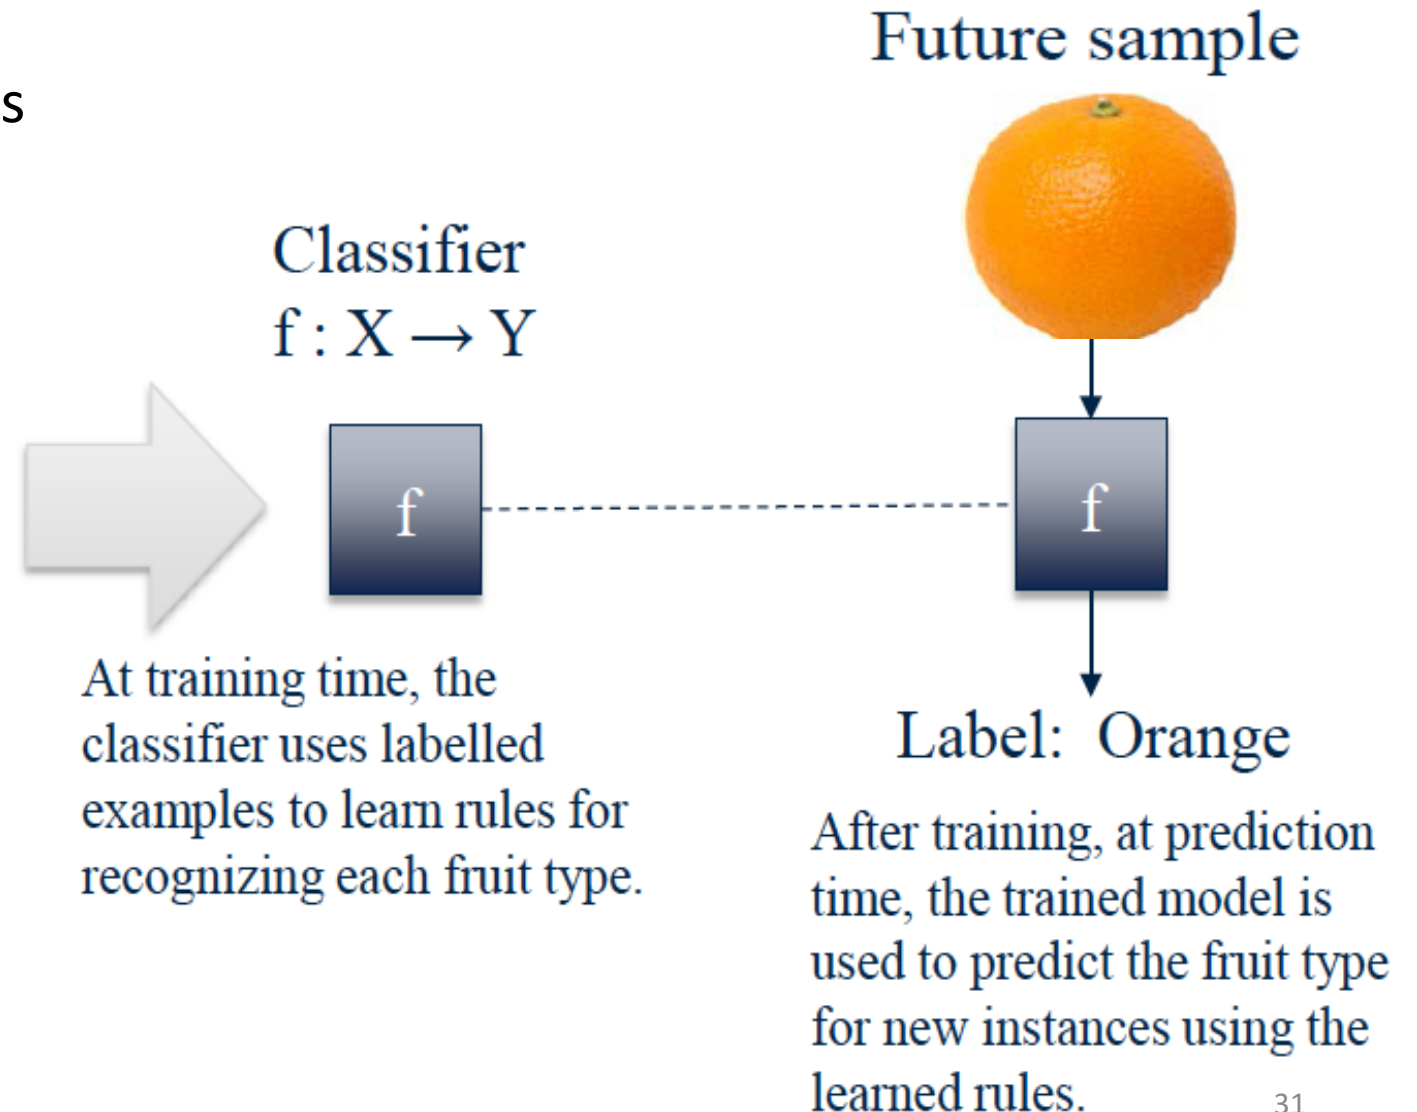 s
Classifier
f : X → Y
f
At training time, the
classifier uses labelled
examples to learn rules for
recognizing each fruit type.
Future sample
f
Label: Orange
After training, at prediction
time, the trained model is
used to predict the fruit type
for new instances using the
learned rules.
31